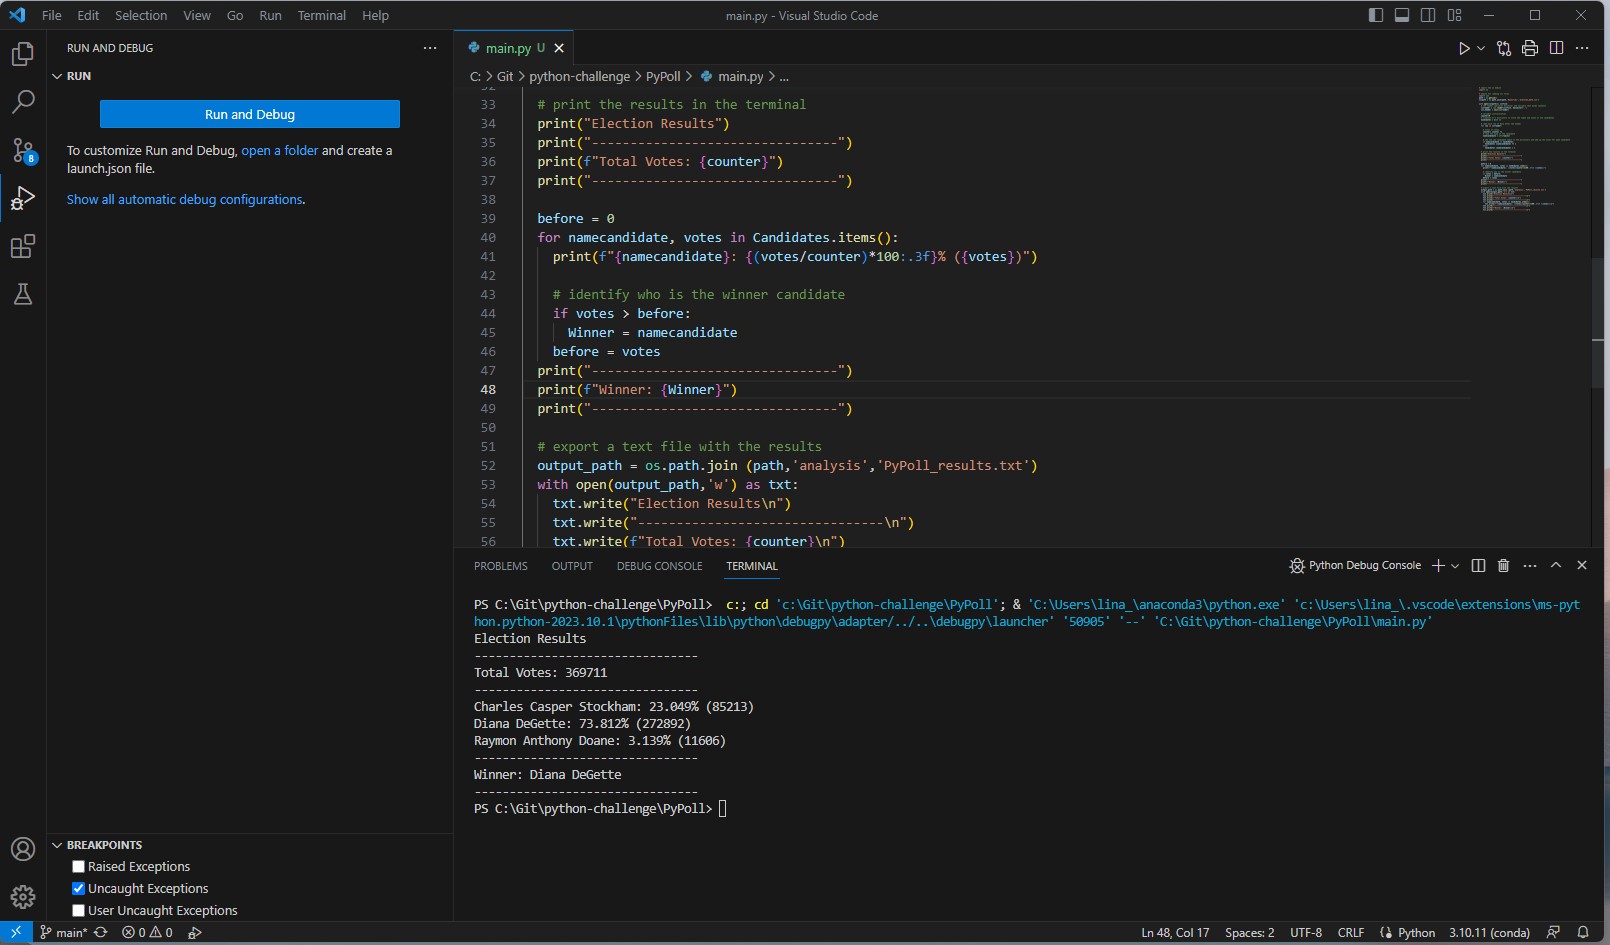 File Edit Selection View Go Run Terminal Help
main.py - Visual Studio Code
RUN AND DEBUG
RUN
Run and Debug
To customize Run and Debug, open a folder and create a
launch.json file.
Show all automatic debug configurations.
8
BREAKPOINTS
Raised Exceptions
Uncaught Exceptions
User Uncaught Exceptions
main.py U
C: > Git > python-challenge > PyPoll > main.py > ...
32
33 # print the results in the terminal
34 print("Election Results")
35 print("--------------------------------")
36 print(f"Total Votes: {counter}")
37 print("--------------------------------")
38
39 before = 0
40 for namecandidate, votes in Candidates.items():
41 print(f"{namecandidate}: {(votes/counter)*100:.3f}% ({votes})")
42
43 # identify who is the winner candidate
44 if votes > before:
45 Winner = namecandidate
46 before = votes
47 print("--------------------------------")
48 print(f"Winner: {Winner}")
49 print("--------------------------------")
50
51 # export a text file with the results
52 output_path = os.path.join (path,'analysis','PyPoll_results.txt')
53 with open(output_path,'w') as txt:
54 txt.write("Election Results\n")
55 txt.write("--------------------------------\n")
56 txt.write(f"Total Votes: {counter}\n")
PROBLEMS OUTPUT DEBUG CONSOLE TERMINAL
Python Debug Console
PS C:\Git\python-challenge\PyPoll> c:; cd 'c:\Git\python-challenge\PyPoll'; & 'C:\Users\lina_\anaconda3\python.exe' 'c:\Users\lina_\.vscode\extensions\ms-pyt
hon.python-2023.10.1\pythonFiles\lib\python\debugpy\adapter/../..\debugpy\launcher' '50905' '--' 'C:\Git\python-challenge\PyPoll\main.py'
Election Results
--------------------------------
Total Votes: 369711
--------------------------------
Charles Casper Stockham: 23.049% (85213)
Diana DeGette: 73.812% (272892)
Raymon Anthony Doane: 3.139% (11606)
--------------------------------
Winner: Diana DeGette
--------------------------------
PS C:\Git\python-challenge\PyPoll>
main* 0 0
Ln 48, Col 17 Spaces: 2 UTF-8 CRLF Python 3.10.11 (conda)